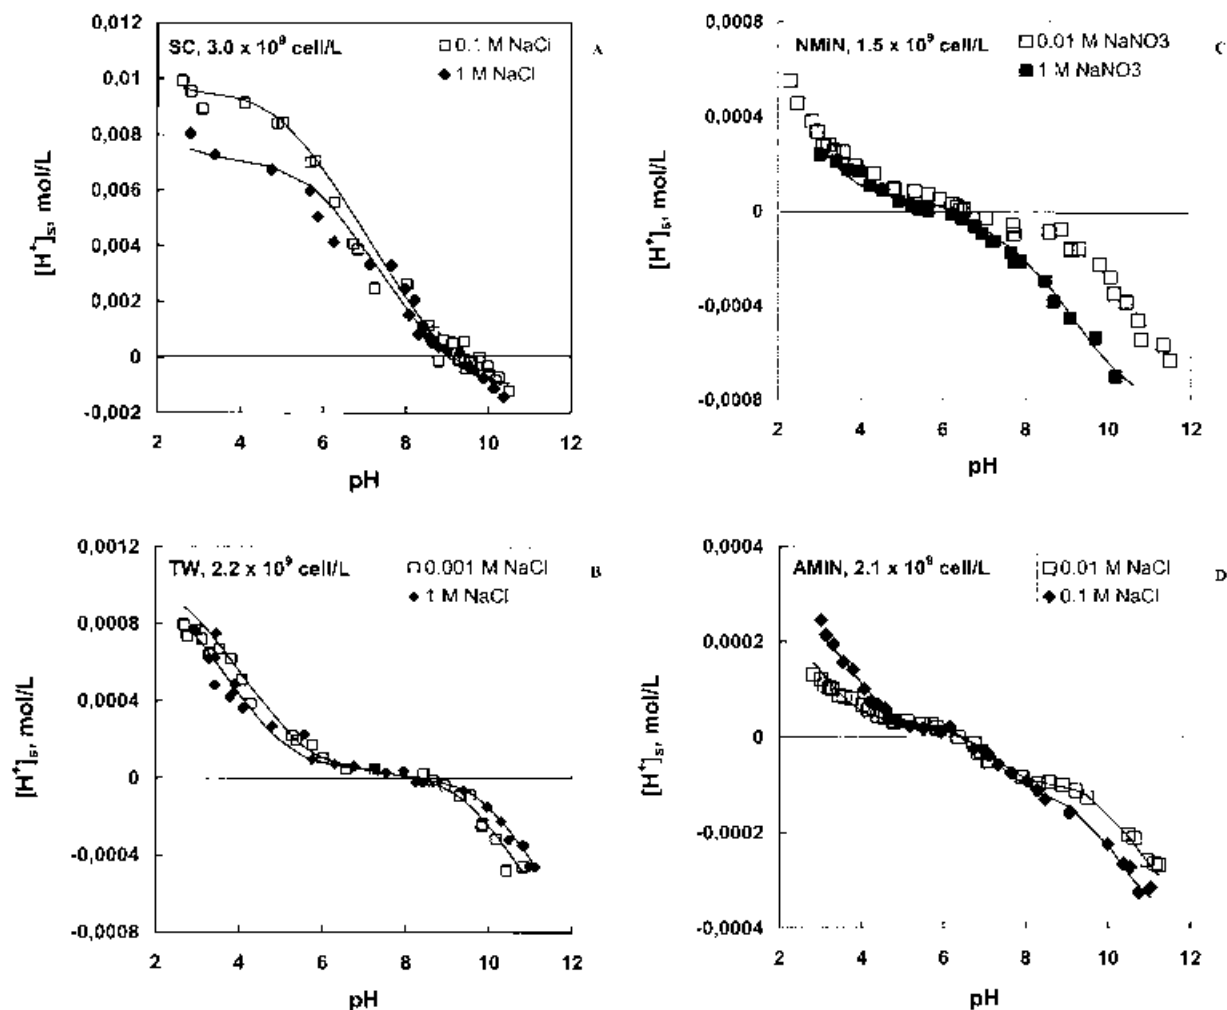 0,012
SC, 3.0 x 10⁹ cell/L
0.1 M NaCl
1 M NaCl
A
0,01
0,008
0,006
0,004
0,002
0
-0,002
2 4 6 8 10 12
pH
[H⁺]ₛ, mol/L
0,0008
NMiN, 1.5 x 10⁹ cell/L
0.01 M NaNO3
1 M NaNO3
C
0,0004
0
-0,0004
-0,0008
2 4 6 8 10 12
pH
[H⁺]ₛ, mol/L
0,0012
TW, 2.2 x 10⁹ cell/L
0.001 M NaCl
1 M NaCl
B
0,0008
0,0004
0
-0,0004
-0,0008
2 4 6 8 10 12
pH
[H⁺]ₛ, mol/L
0,0004
AMiN, 2.1 x 10⁹ cell/L
0.01 M NaCl
0.1 M NaCl
D
0,0002
0
-0,0002
-0,0004
2 4 6 8 10 12
pH
[H⁺]ₛ, mol/L